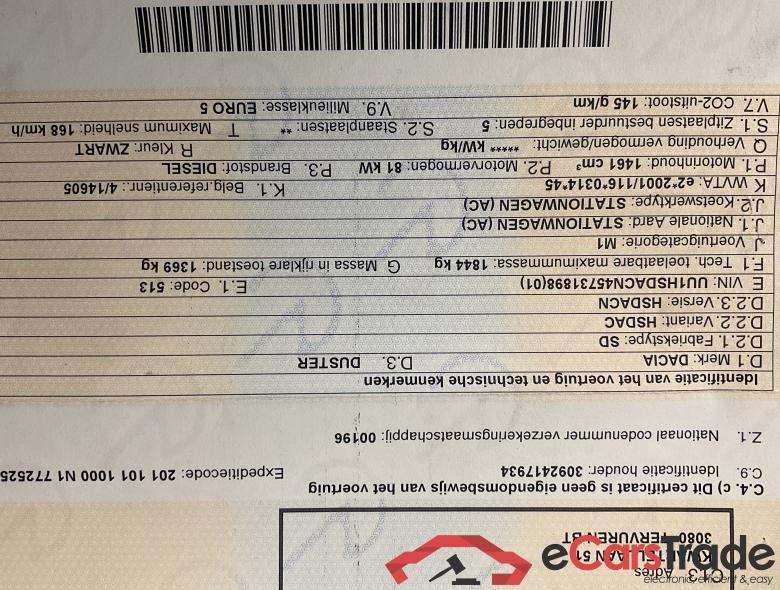 C.1.3 Adres
51
3080 TERVUREN BT
C.4. c) Dit certificaat is geen eigendomsbewijs van het voertuig
C.9. Identificatie houder: 3092417934 Expeditiecode: 201 101 1000 N1 772525
Z.1. Nationaal codenummer verzekeringsmaatschappij: 00196
Identificatie van het voertuig en technische kenmerken
D.1 Merk: DACIA D.3. DUSTER
D.2.1. Fabriekstype: SD
D.2.2. Variant: HSDAC
D.2.3. Versie: HSDACN
E VIN: UU1HSDACN45731898(01) E.1. Code: 513
F.1 Tech. toelaatbare maximummassa: 1844 kg G Massa in rijklare toestand: 1369 kg
J Voertuigcategorie: M1
J.1. Nationale Aard: STATIONWAGEN (AC)
J.2. Koetswerktype: STATIONWAGEN (AC)
K WVTA: e2*2001/116*0314*45 K.1. Belg.referentienr.: 4/14605
P.1. Motorinhoud: 1461 cm³ P.2. Motorvermogen: 81 kW P.3. Brandstof: DIESEL
Q Verhouding vermogen/gewicht: ***** kW/kg R Kleur: ZWART
S.1. Zitplaatsen bestuurder inbegrepen: 5 S.2. Staanplaatsen: ** T Maximum snelheid: 168 km/h
V.7. CO2-uitstoot: 145 g/km V.9. Milieuklasse: EURO 5
eCarsTrade
electronic, efficient & easy